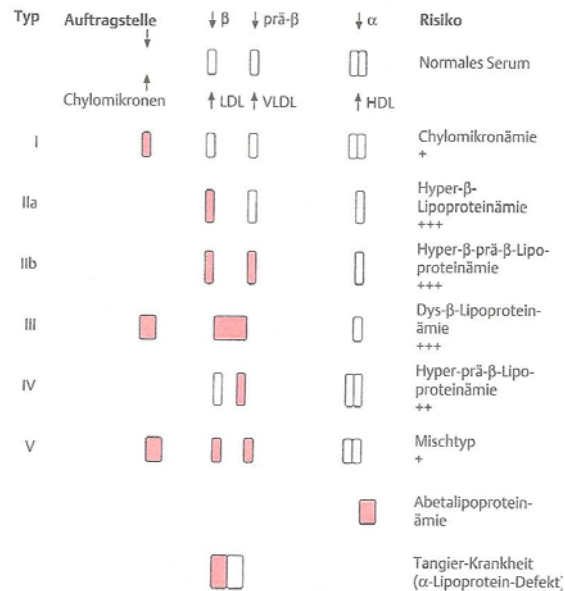 Typ Auftragstelle ↓ β ↓ prä-β ↓ α Risiko
↓
Normales Serum
↑
Chylomikronen ↑ LDL ↑ VLDL ↑ HDL
I Chylomikronämie
+
IIa Hyper-β-
Lipoproteinämie
+++
IIb Hyper-β-prä-β-Lipo-
proteinämie
+++
III Dys-β-Lipoprotein-
ämie
+++
IV Hyper-prä-β-Lipo-
proteinämie
++
V Mischtyp
+
Abetalipoprotein-
ämie
Tangier-Krankheit
(α-Lipoprotein-Defekt)